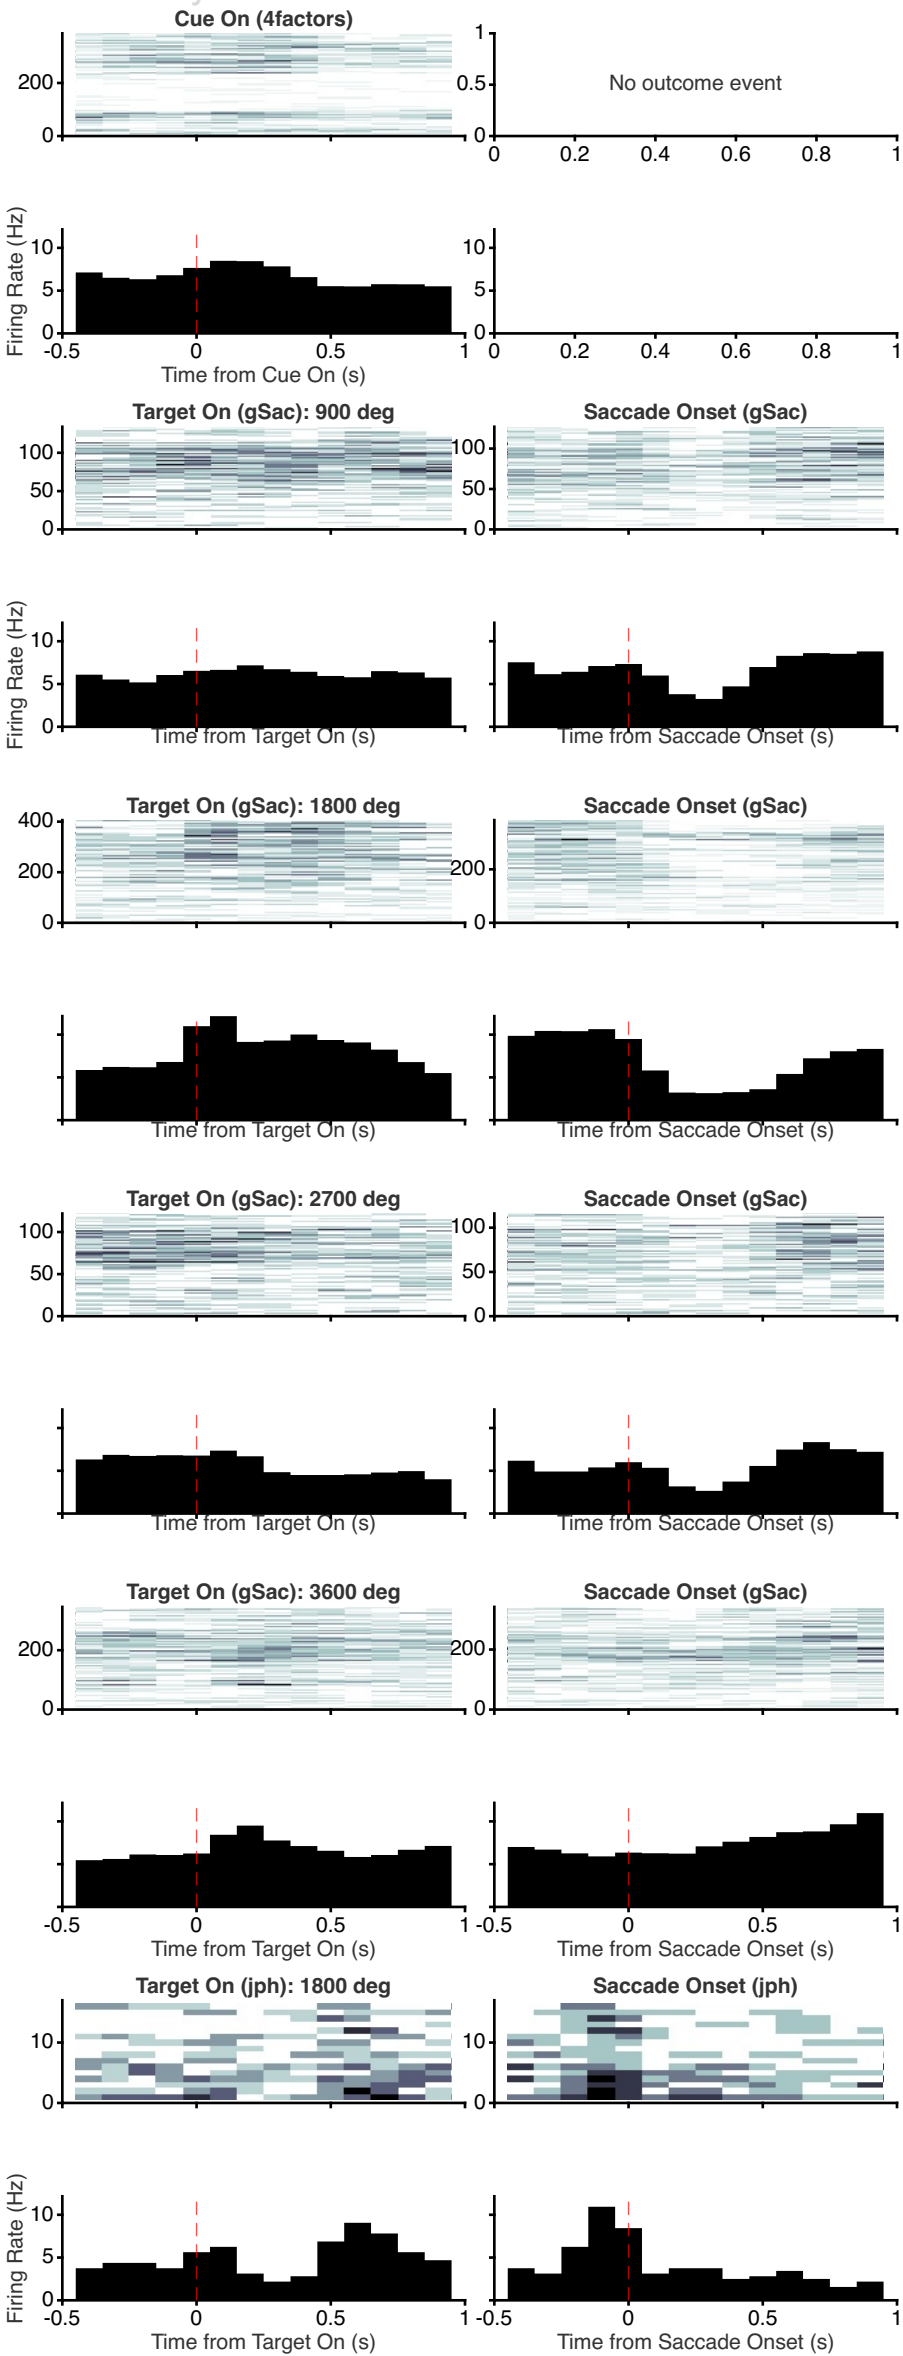 Cue On (4factors)
200
0
1
0.5
0
No outcome event
0 0.2 0.4 0.6 0.8 1
Firing Rate (Hz)
10
5
0
-0.5 0 0.5 1
Time from Cue On (s)
1
0
0 0.2 0.4 0.6 0.8 1
Target On (gSac): 900 deg
100
50
0
Saccade Onset (gSac)
100
50
0
Firing Rate (Hz)
10
5
0
Time from Target On (s)
Time from Saccade Onset (s)
Target On (gSac): 1800 deg
400
200
0
Saccade Onset (gSac)
200
0
Time from Target On (s)
Time from Saccade Onset (s)
Target On (gSac): 2700 deg
100
50
0
Saccade Onset (gSac)
100
50
0
Time from Target On (s)
Time from Saccade Onset (s)
Target On (gSac): 3600 deg
200
0
Saccade Onset (gSac)
200
0
-0.5 0 0.5 1
Time from Target On (s)
-0.5 0 0.5 1
Time from Saccade Onset (s)
Target On (jph): 1800 deg
10
0
Saccade Onset (jph)
10
0
Firing Rate (Hz)
10
5
0
-0.5 0 0.5 1
Time from Target On (s)
-0.5 0 0.5 1
Time from Saccade Onset (s)